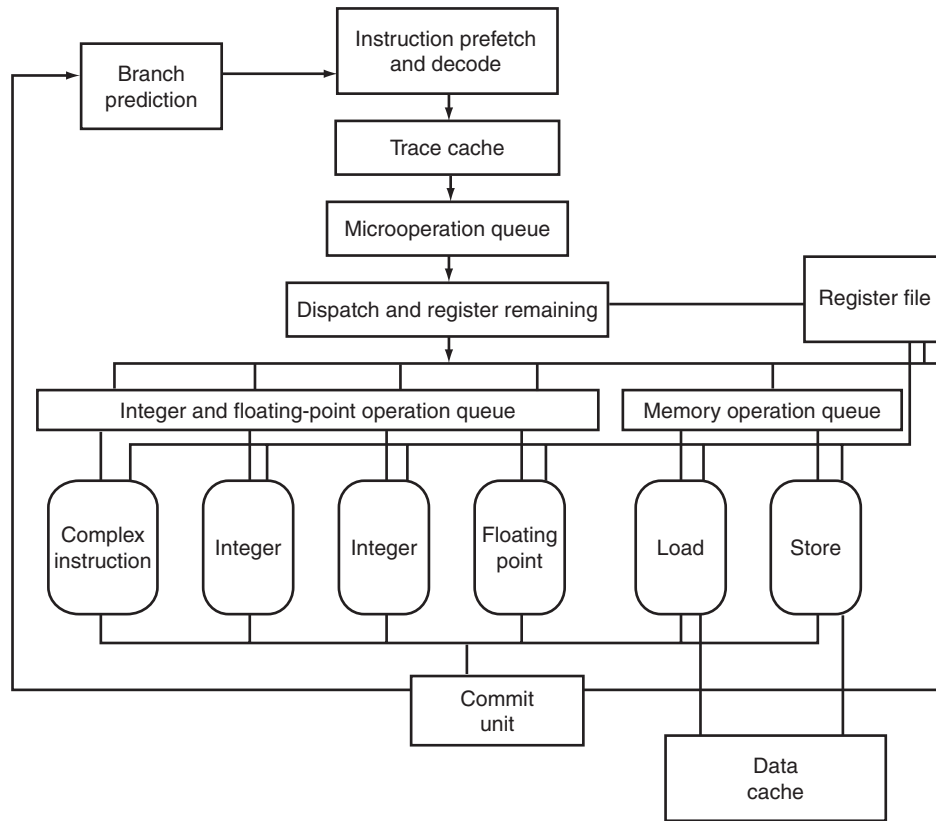 Instruction prefetch
and decode
Branch
prediction
Trace cache
Microoperation queue
Register file
Dispatch and register remaining
Integer and floating-point operation queue
Memory operation queue
Complex
instruction
Integer
Integer
Floating
point
Load
Store
Commit
unit
Data
cache